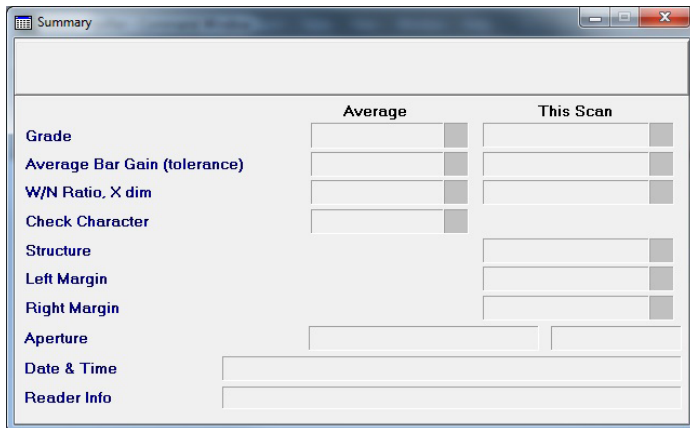 Summary
Average This Scan
Grade
Average Bar Gain (tolerance)
W/N Ratio, X dim
Check Character
Structure
Left Margin
Right Margin
Aperture
Date & Time
Reader Info